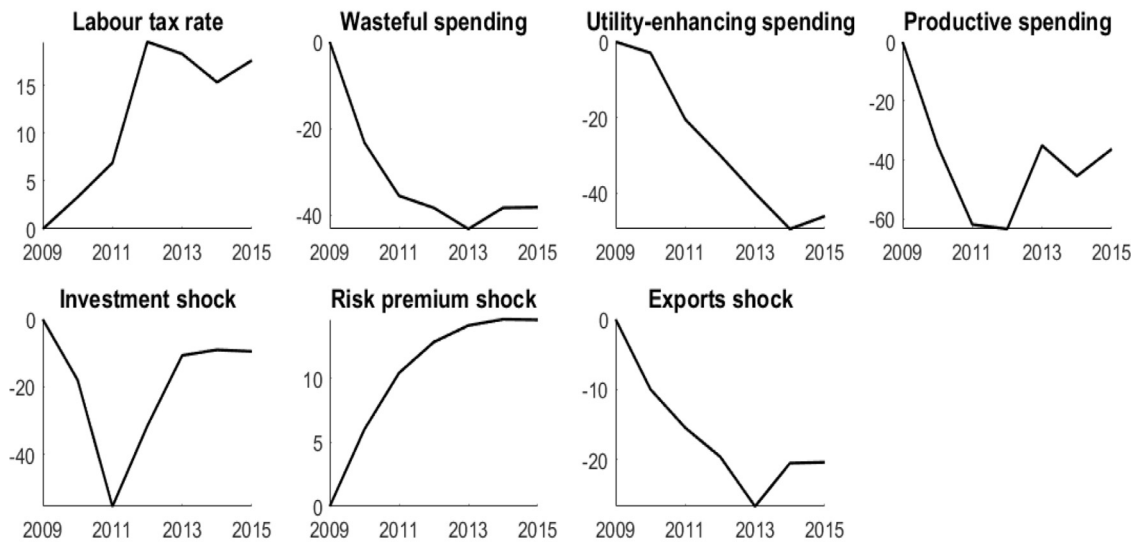 Labour tax rate
15
10
5
0
2009 2011 2013 2015
Wasteful spending
0
-20
-40
2009 2011 2013 2015
Utility-enhancing spending
0
-20
-40
2009 2011 2013 2015
Productive spending
0
-20
-40
-60
2009 2011 2013 2015
Investment shock
0
-20
-40
2009 2011 2013 2015
Risk premium shock
10
5
0
2009 2011 2013 2015
Exports shock
0
-10
-20
2009 2011 2013 2015